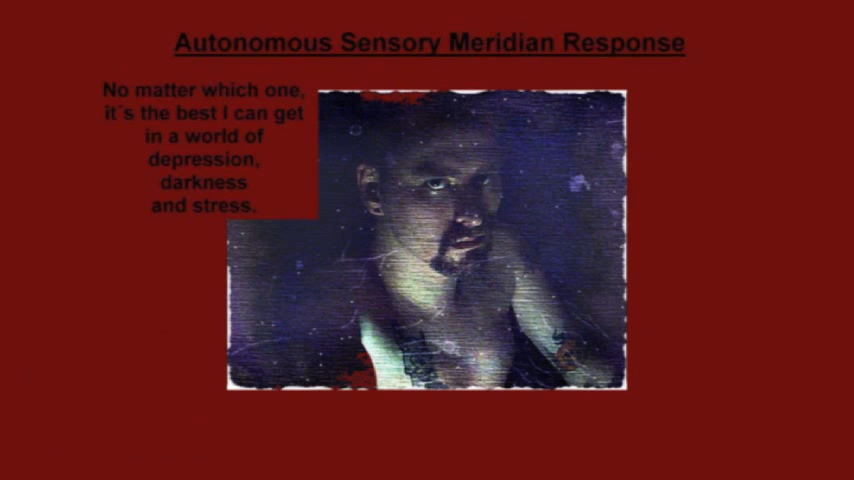 Autonomous Sensory Meridian Response
No matter which one,
it´s the best I can get
in a world of
depression,
darkness
and stress.